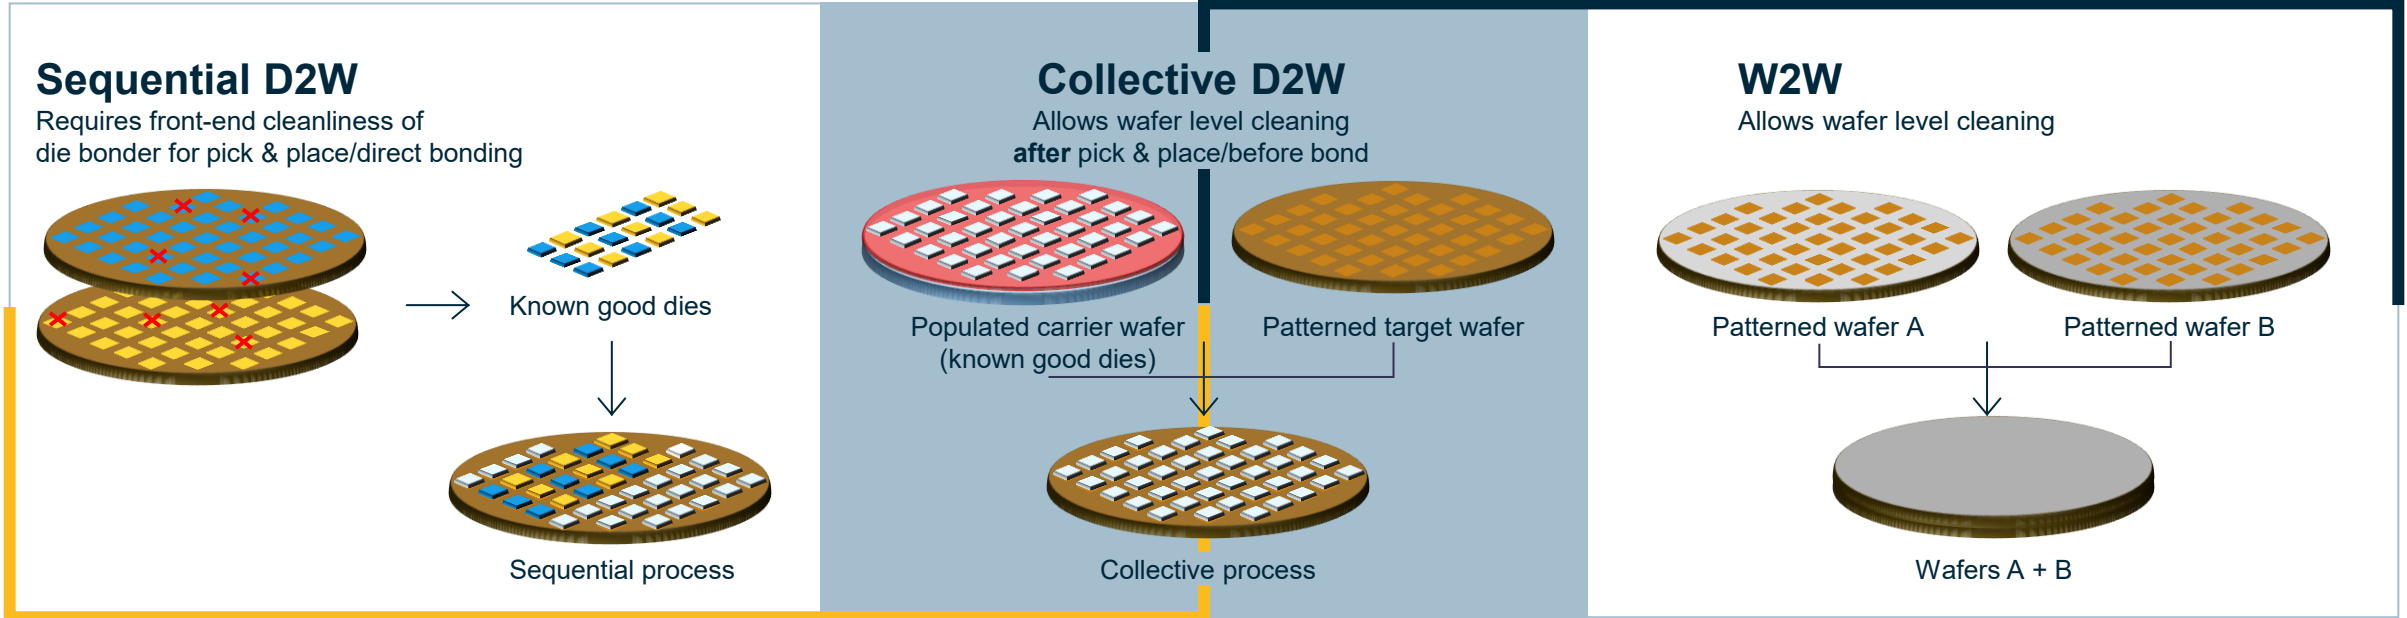 Sequential D2W
Requires front-end cleanliness of
die bonder for pick & place/direct bonding
Known good dies
Sequential process
Collective D2W
Allows wafer level cleaning
after pick & place/before bond
Populated carrier wafer
(known good dies)
Patterned target wafer
Collective process
W2W
Allows wafer level cleaning
Patterned wafer A
Patterned wafer B
Wafers A + B